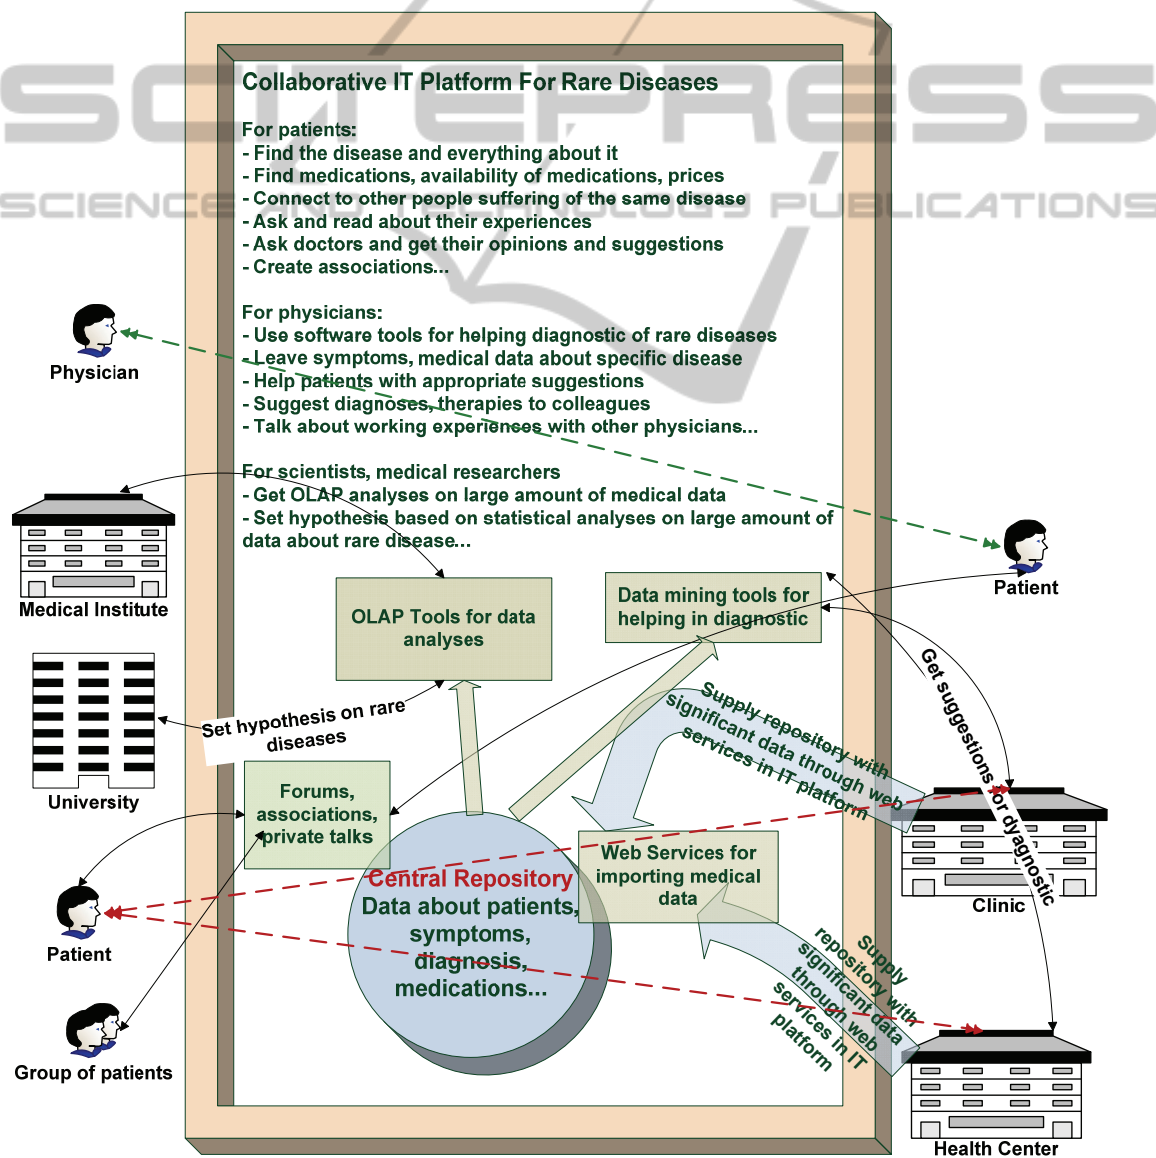 SCITEPRESS
SCIENCE AND TECHNOLOGY PUBLICATIONS
Collaborative IT Platform For Rare Diseases
For patients:
- Find the disease and everything about it
- Find medications, availability of medications, prices
- Connect to other people suffering of the same disease
- Ask and read about their experiences
- Ask doctors and get their opinions and suggestions
- Create associations...
For physicians:
- Use software tools for helping diagnostic of rare diseases
- Leave symptoms, medical data about specific disease
- Help patients with appropriate suggestions
- Suggest diagnoses, therapies to colleagues
- Talk about working experiences with other physicians...
For scientists, medical researchers
- Get OLAP analyses on large amount of medical data
- Set hypothesis based on statistical analyses on large amount of
data about rare disease...
Physician
Medical Institute
University
Patient
Group of patients
Patient
Clinic
Health Center
OLAP Tools for data
analyses
Data mining tools for
helping in diagnostic
Set hypothesis on rare
diseases
Forums,
associations,
private talks
Web Services for
importing medical
data
Central Repository
Data about patients,
symptoms,
diagnosis,
medications...
Supply repository with
significant data through web
services in IT platform
Get suggestions for dyagnostic
Supply
repository with
significant data
through web
services in IT
platform